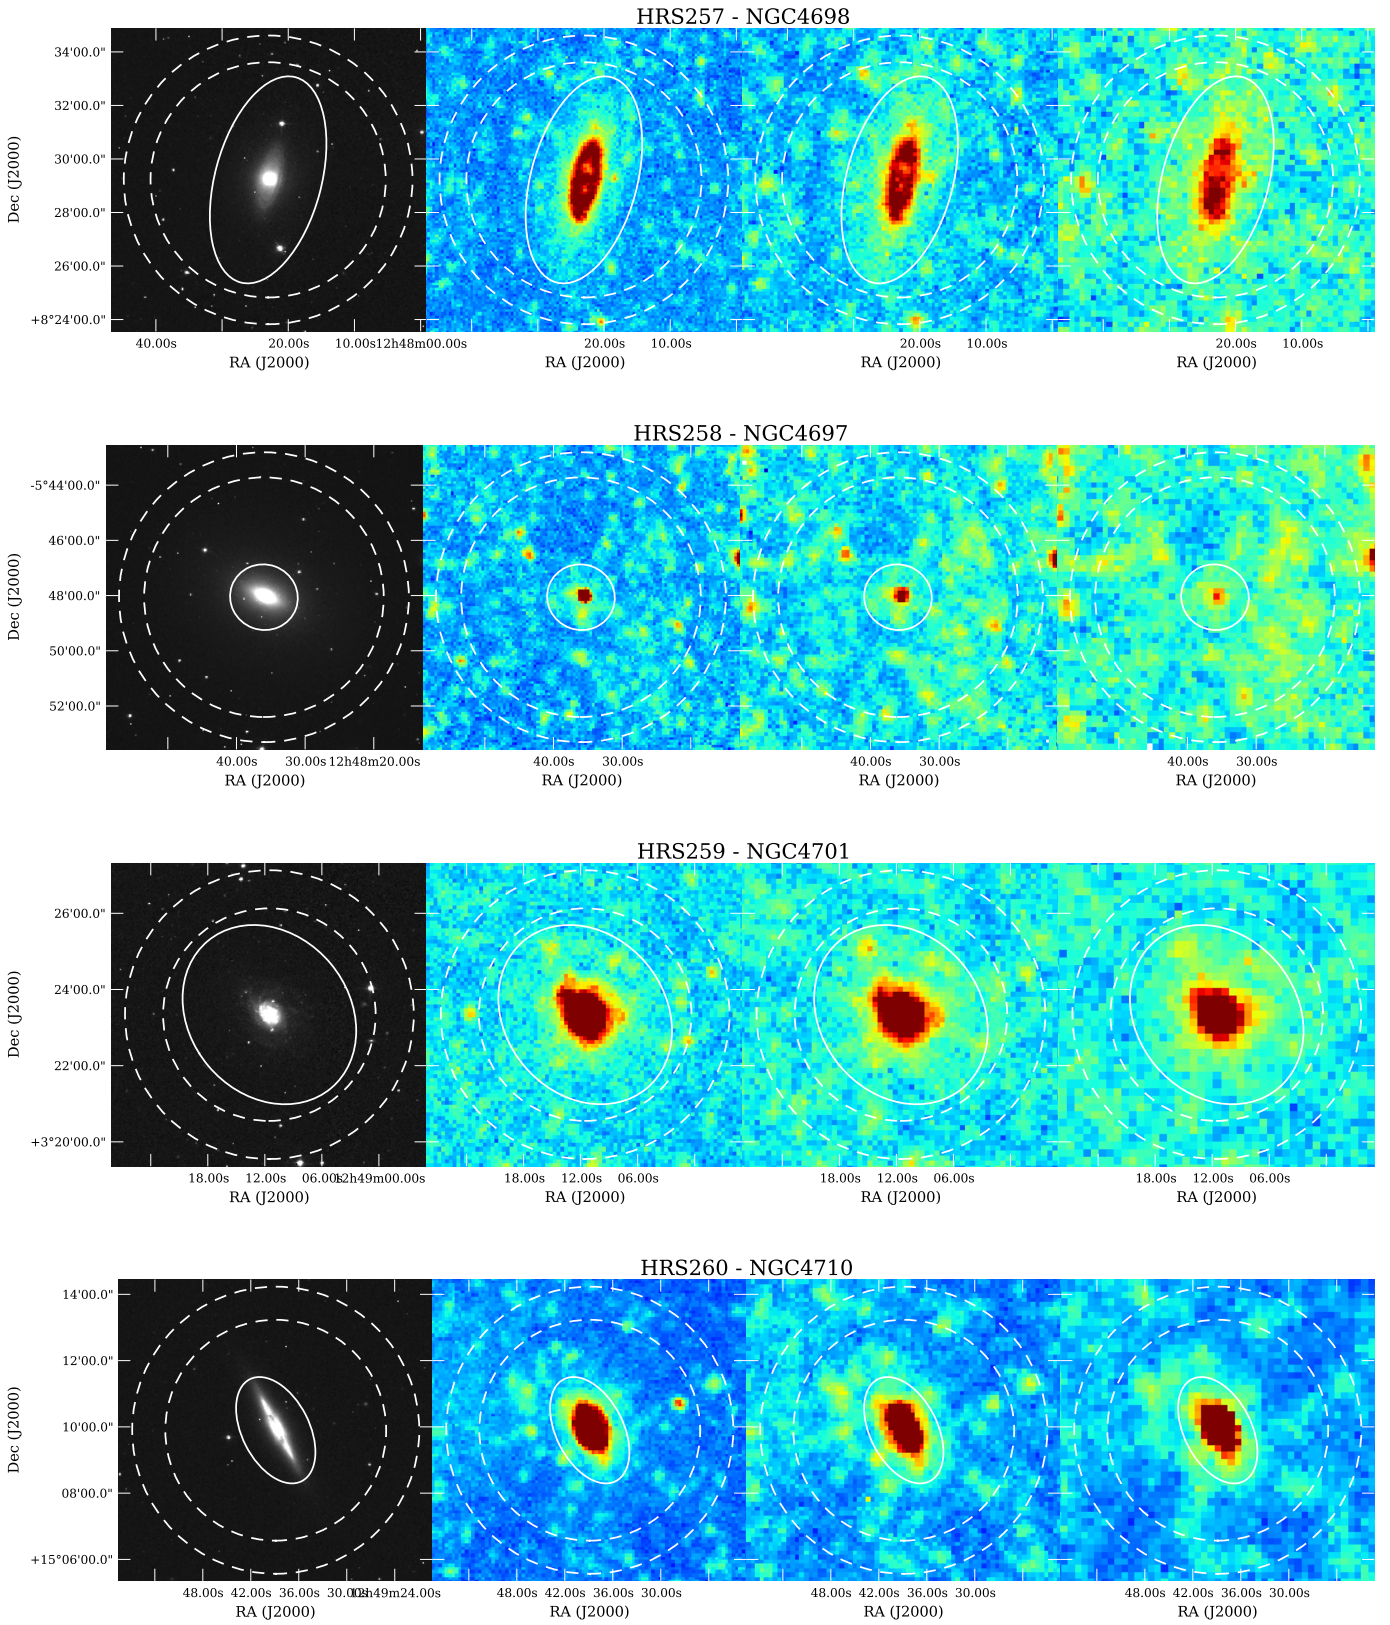 HRS257 - NGC4698
34'00.0"
32'00.0"
30'00.0"
28'00.0"
26'00.0"
+8°24'00.0"
Dec (J2000)
40.00s 20.00s 10.00s 12h48m00.00s 20.00s 10.00s 20.00s 10.00s 20.00s 10.00s
RA (J2000) RA (J2000) RA (J2000) RA (J2000)
HRS258 - NGC4697
-5°44'00.0"
46'00.0"
48'00.0"
50'00.0"
52'00.0"
Dec (J2000)
40.00s 30.00s 12h48m20.00s 40.00s 30.00s 40.00s 30.00s 40.00s 30.00s
RA (J2000) RA (J2000) RA (J2000) RA (J2000)
HRS259 - NGC4701
26'00.0"
24'00.0"
22'00.0"
+3°20'00.0"
Dec (J2000)
18.00s 12.00s 06.00s 12h49m00.00s 18.00s 12.00s 06.00s 18.00s 12.00s 06.00s 18.00s 12.00s 06.00s
RA (J2000) RA (J2000) RA (J2000) RA (J2000)
HRS260 - NGC4710
14'00.0"
12'00.0"
10'00.0"
08'00.0"
+15°06'00.0"
Dec (J2000)
48.00s 42.00s 36.00s 30.00s 12h49m24.00s 48.00s 42.00s 36.00s 30.00s 48.00s 42.00s 36.00s 30.00s 48.00s 42.00s 36.00s 30.00s
RA (J2000) RA (J2000) RA (J2000) RA (J2000)